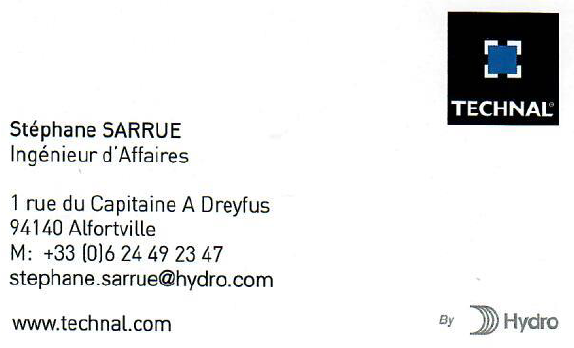 TECHNAL®
Stéphane SARRUE
Ingénieur d'Affaires
1 rue du Capitaine A Dreyfus
94140 Alfortville
M: +33 (0)6 24 49 23 47
stephane.sarrue@hydro.com
www.technal.com
By Hydro